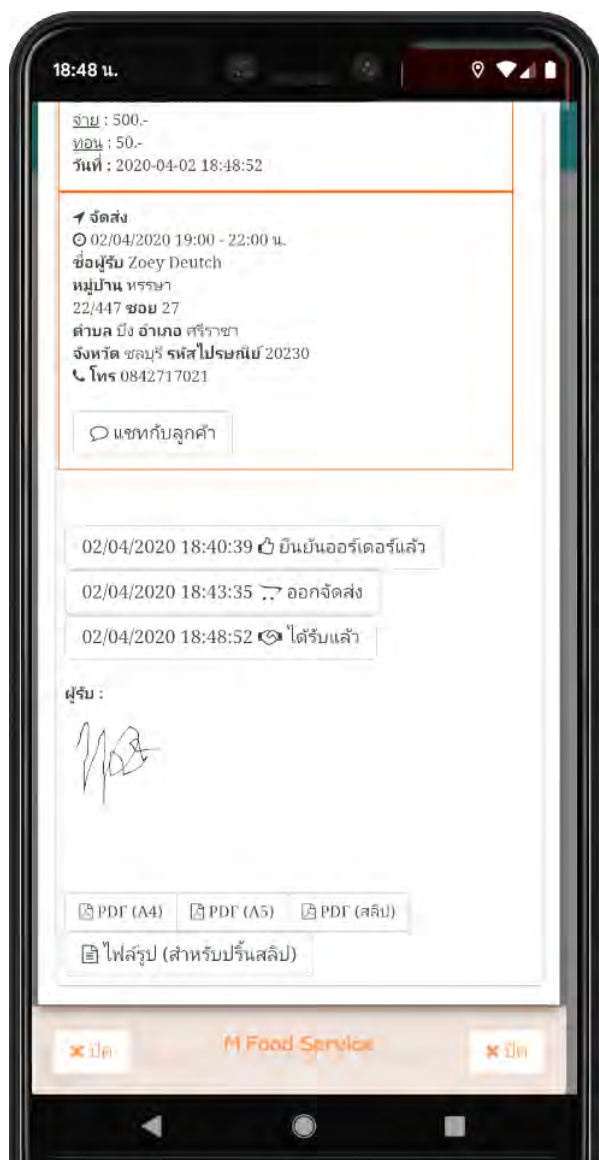 18:48 น.
จ่าย : 500.-
ทอน : 50.-
วันที่ : 2020-04-02 18:48:52
จัดส่ง
02/04/2020 19:00 - 22:00 น.
ชื่อผู้รับ Zoey Deutch
หมู่บ้าน หรรษา
22/447 ซอย 27
ตำบล บึง อำเภอ ศรีราชา
จังหวัด ชลบุรี รหัสไปรษณีย์ 20230
โทร 0842717021
แชทกับลูกค้า
02/04/2020 18:40:39 ยืนยันออร์เดอร์แล้ว
02/04/2020 18:43:35 ออกจัดส่ง
02/04/2020 18:48:52 ได้รับแล้ว
ผู้รับ :
PDF (A4) PDF (A5) PDF (สลิป)
ไฟล์รูป (สำหรับปริ้นสลิป)
ปิด M Food Service ปิด